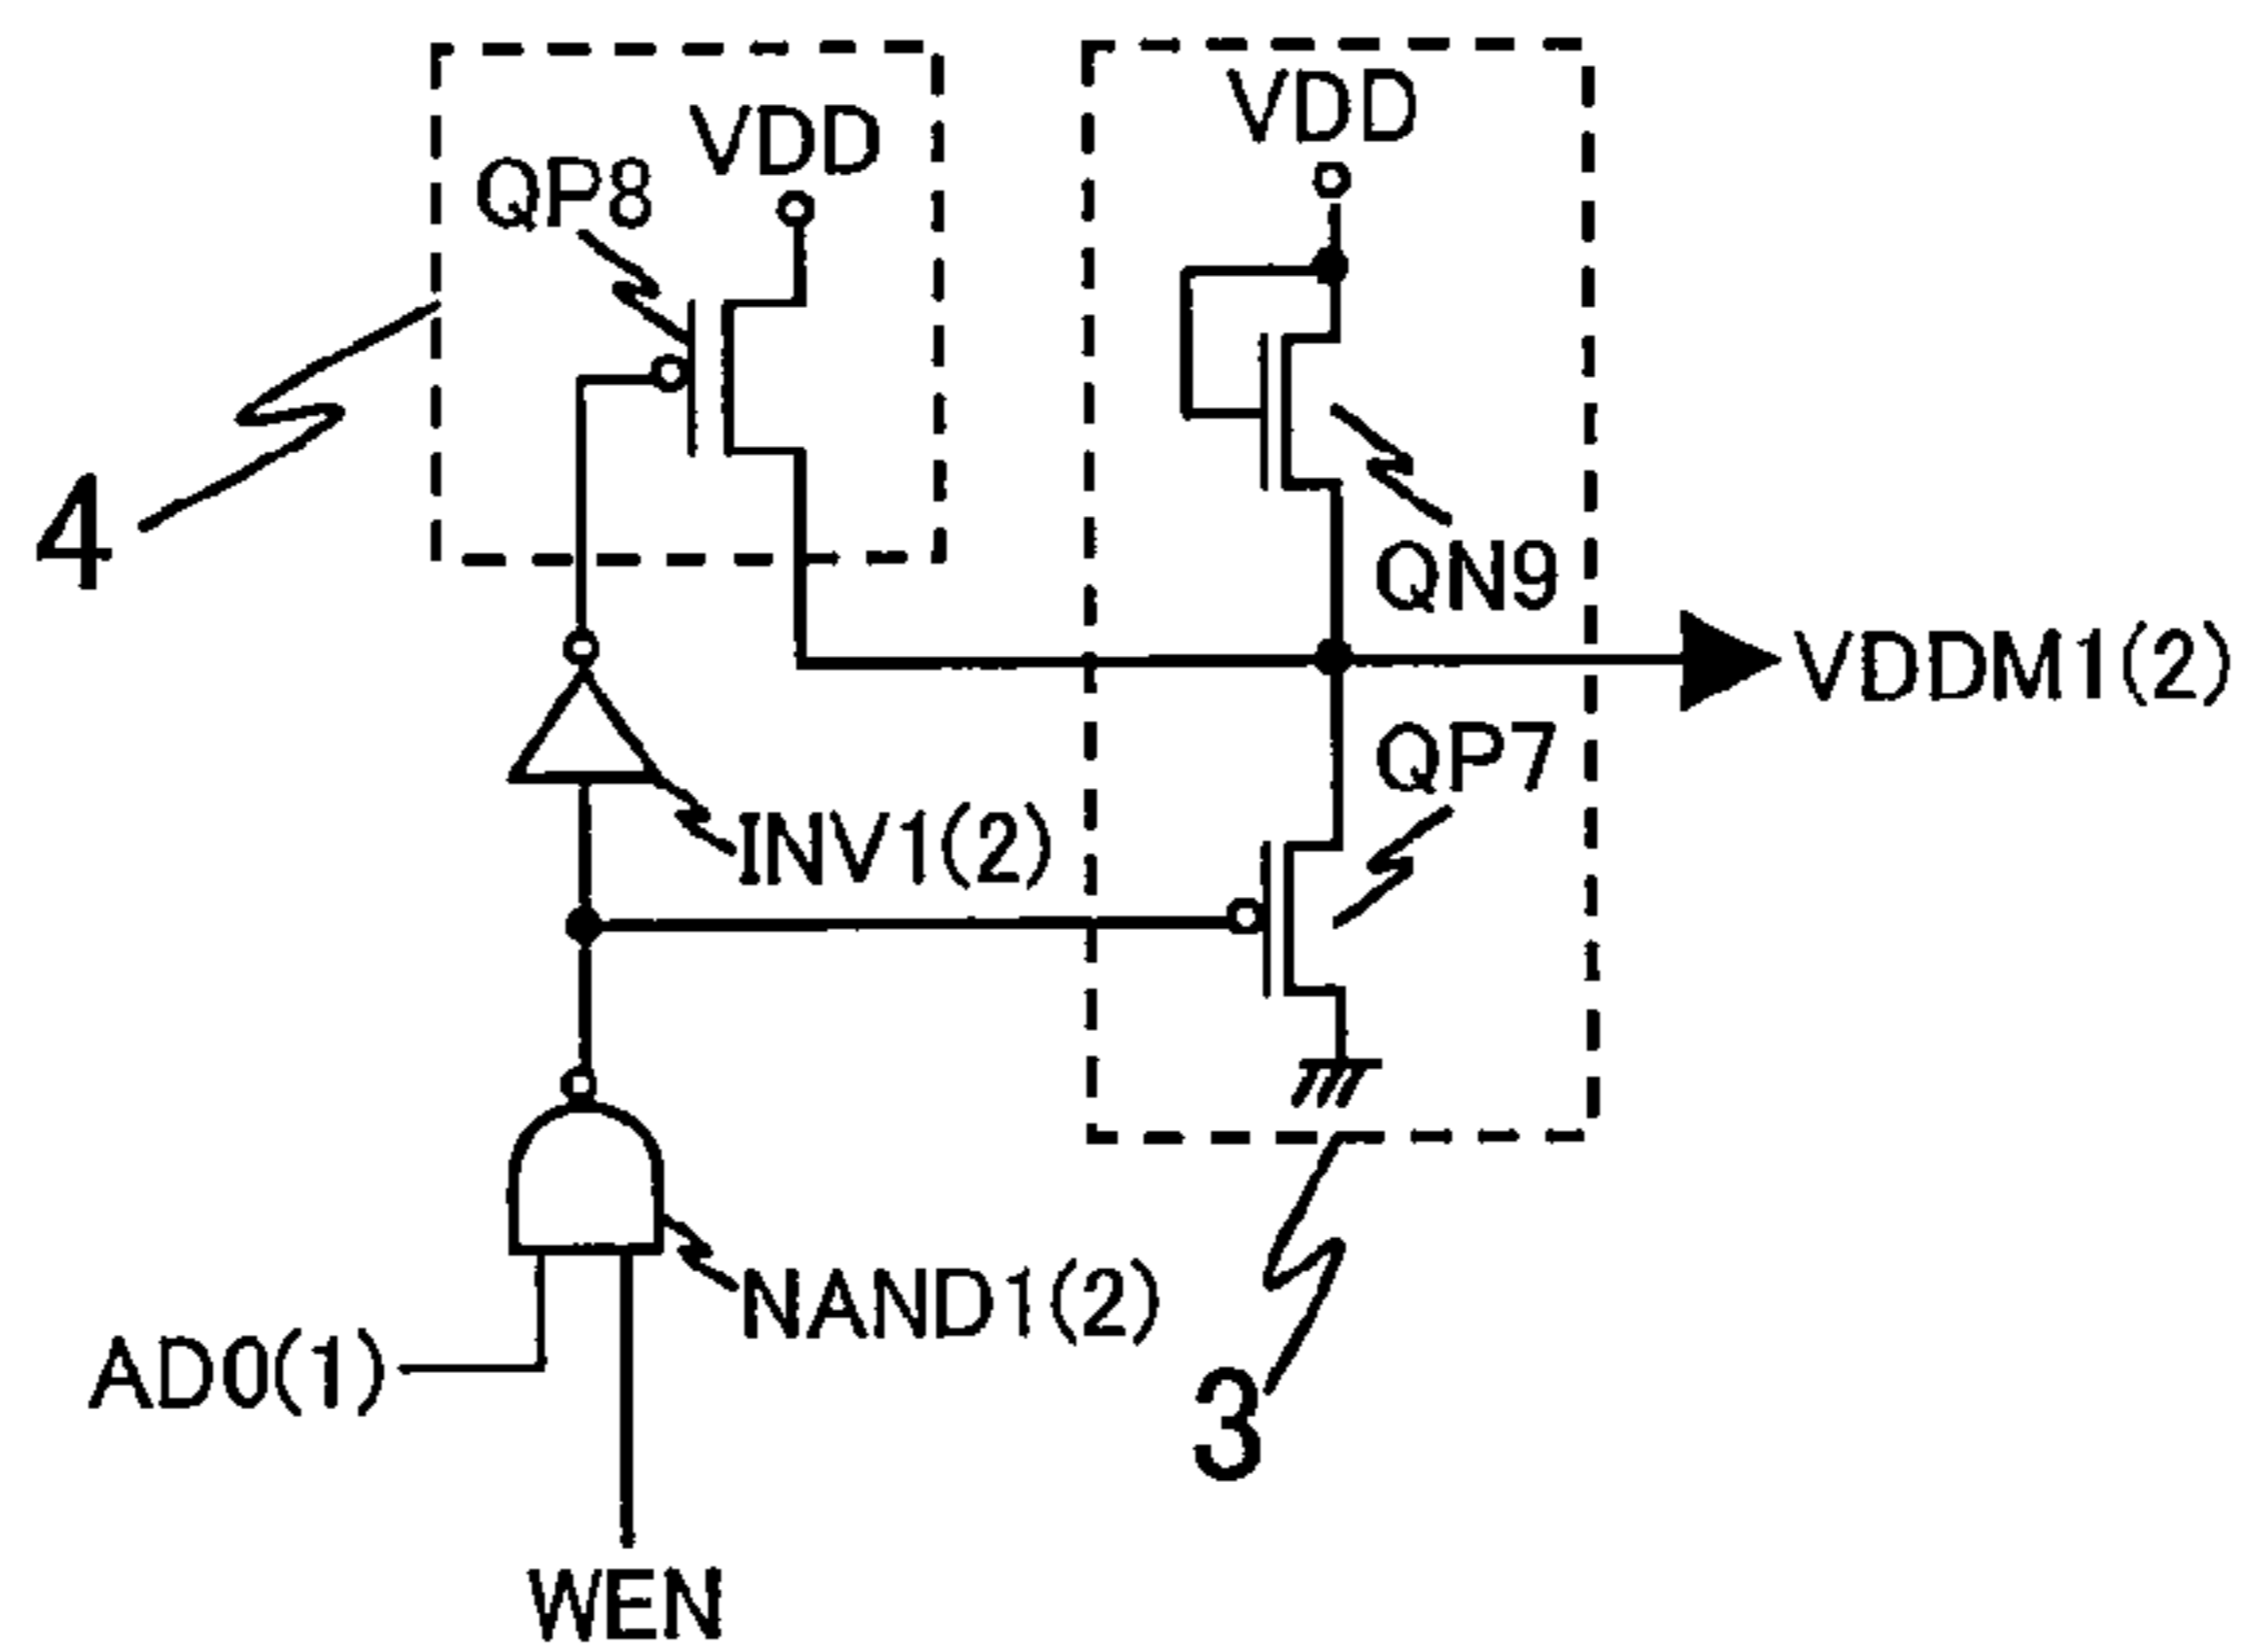 VDD
VDD
QP8
4
QN9
VDDM1(2)
QP7
INV1(2)
NAND1(2)
AD0(1)
3
WEN